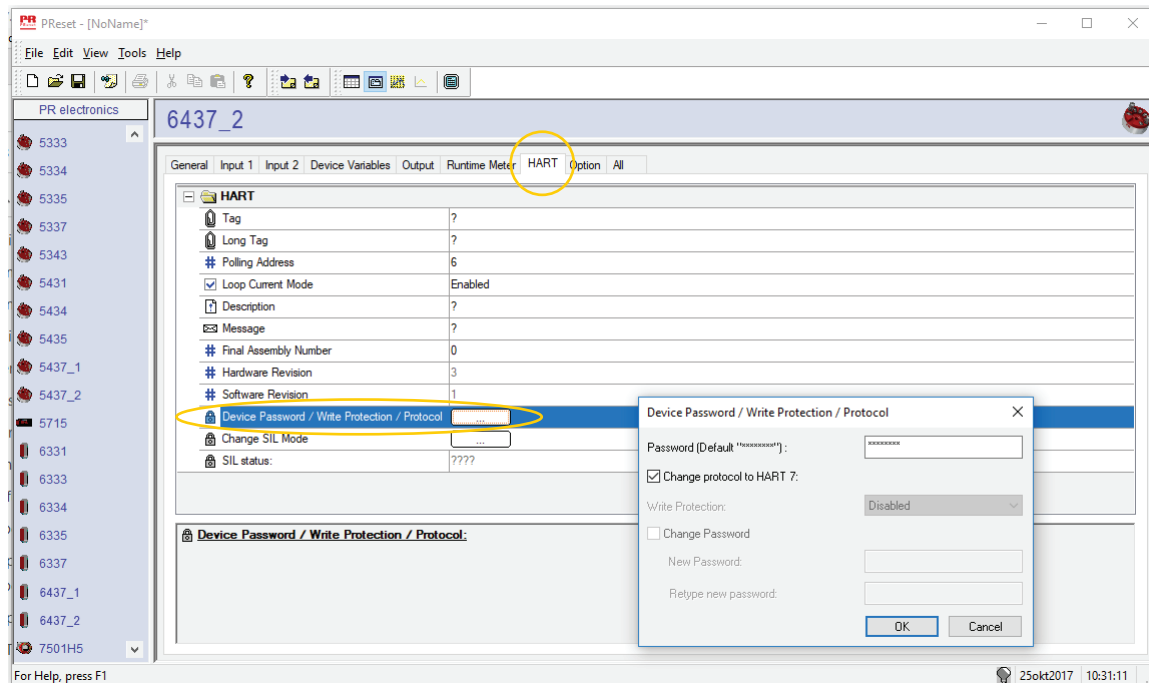 PR PReset - [NoName]*
File Edit View Tools Help
PR electronics
6437_2
5333
5334
5335
5337
5343
5431
5434
5435
5437_1
5437_2
5715
6331
6333
6334
6335
6337
6437_1
6437_2
7501H5
General Input 1 Input 2 Device Variables Output Runtime Meter HART Option All
HART
Tag ?
Long Tag ?
# Polling Address 6
Loop Current Mode Enabled
Description ?
Message ?
# Final Assembly Number 0
# Hardware Revision 3
# Software Revision 1
Device Password / Write Protection / Protocol ...
Change SIL Mode ...
SIL status: ????
Device Password / Write Protection / Protocol:
Device Password / Write Protection / Protocol
Password (Default "********") : ********
Change protocol to HART 7:
Write Protection: Disabled
Change Password
New Password:
Retype new password:
OK Cancel
For Help, press F1 25okt2017 10:31:11